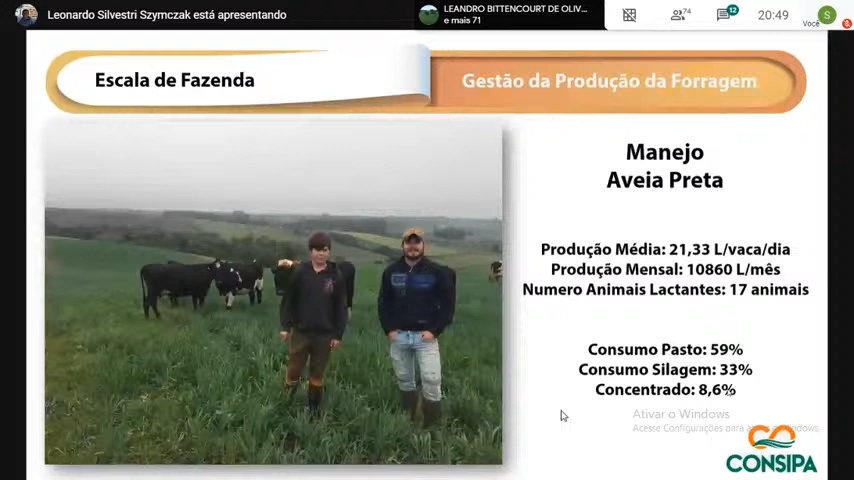 Leonardo Silvestri Szymczak está apresentando
LEANDRO BITTENCOURT DE OLIV...
e mais 71
74
12
20:49
Você
S
Escala de Fazenda
Gestão da Produção da Forragem
Manejo
Aveia Preta
Produção Média: 21,33 L/vaca/dia
Produção Mensal: 10860 L/mês
Numero Animais Lactantes: 17 animais
Consumo Pasto: 59%
Consumo Silagem: 33%
Concentrado: 8,6%
Ativar o Windows
Acesse Configurações para ativar o Windows.
CONSIPA